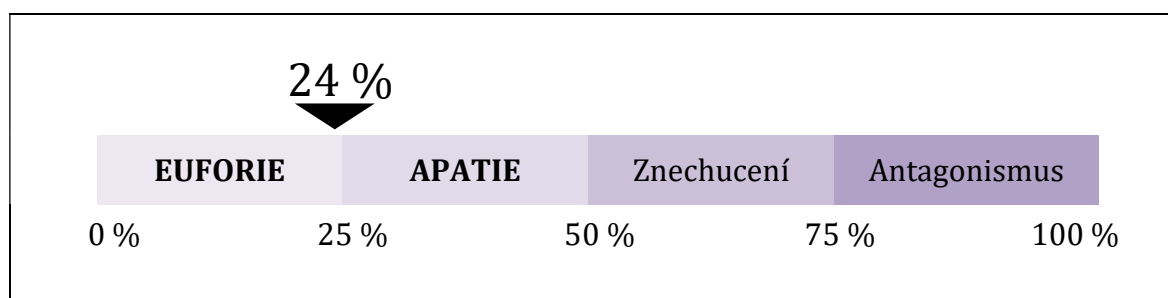 24 %
EUFORIE APATIE Znechucení Antagonismus
0 % 25 % 50 % 75 % 100 %